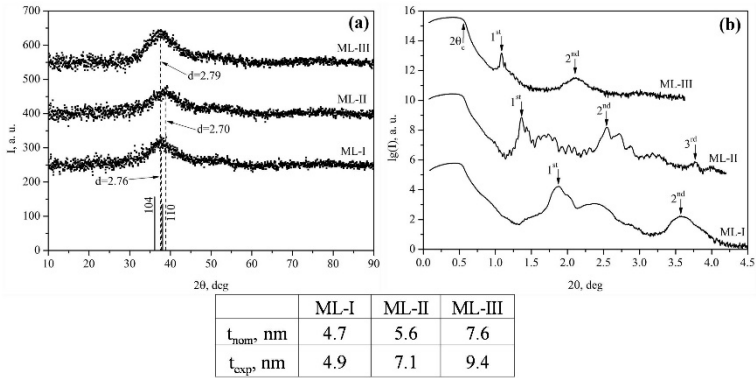 (a)
I, a. u.
700
600
500
400
300
200
100
0
ML-III
d=2.79
ML-II
d=2.70
ML-I
d=2.76
104
110
10 20 30 40 50 60 70 80 90
2θ, deg
(b)
lg(I), a. u.
16
14
12
10
8
6
4
2
0
2θc
1st
2nd
ML-III
1st
2nd
3rd
ML-II
1st
2nd
ML-I
0.0 0.5 1.0 1.5 2.0 2.5 3.0 3.5 4.0 4.5
2θ, deg
ML-I ML-II ML-III
tnom, nm 4.7 5.6 7.6
texp, nm 4.9 7.1 9.4